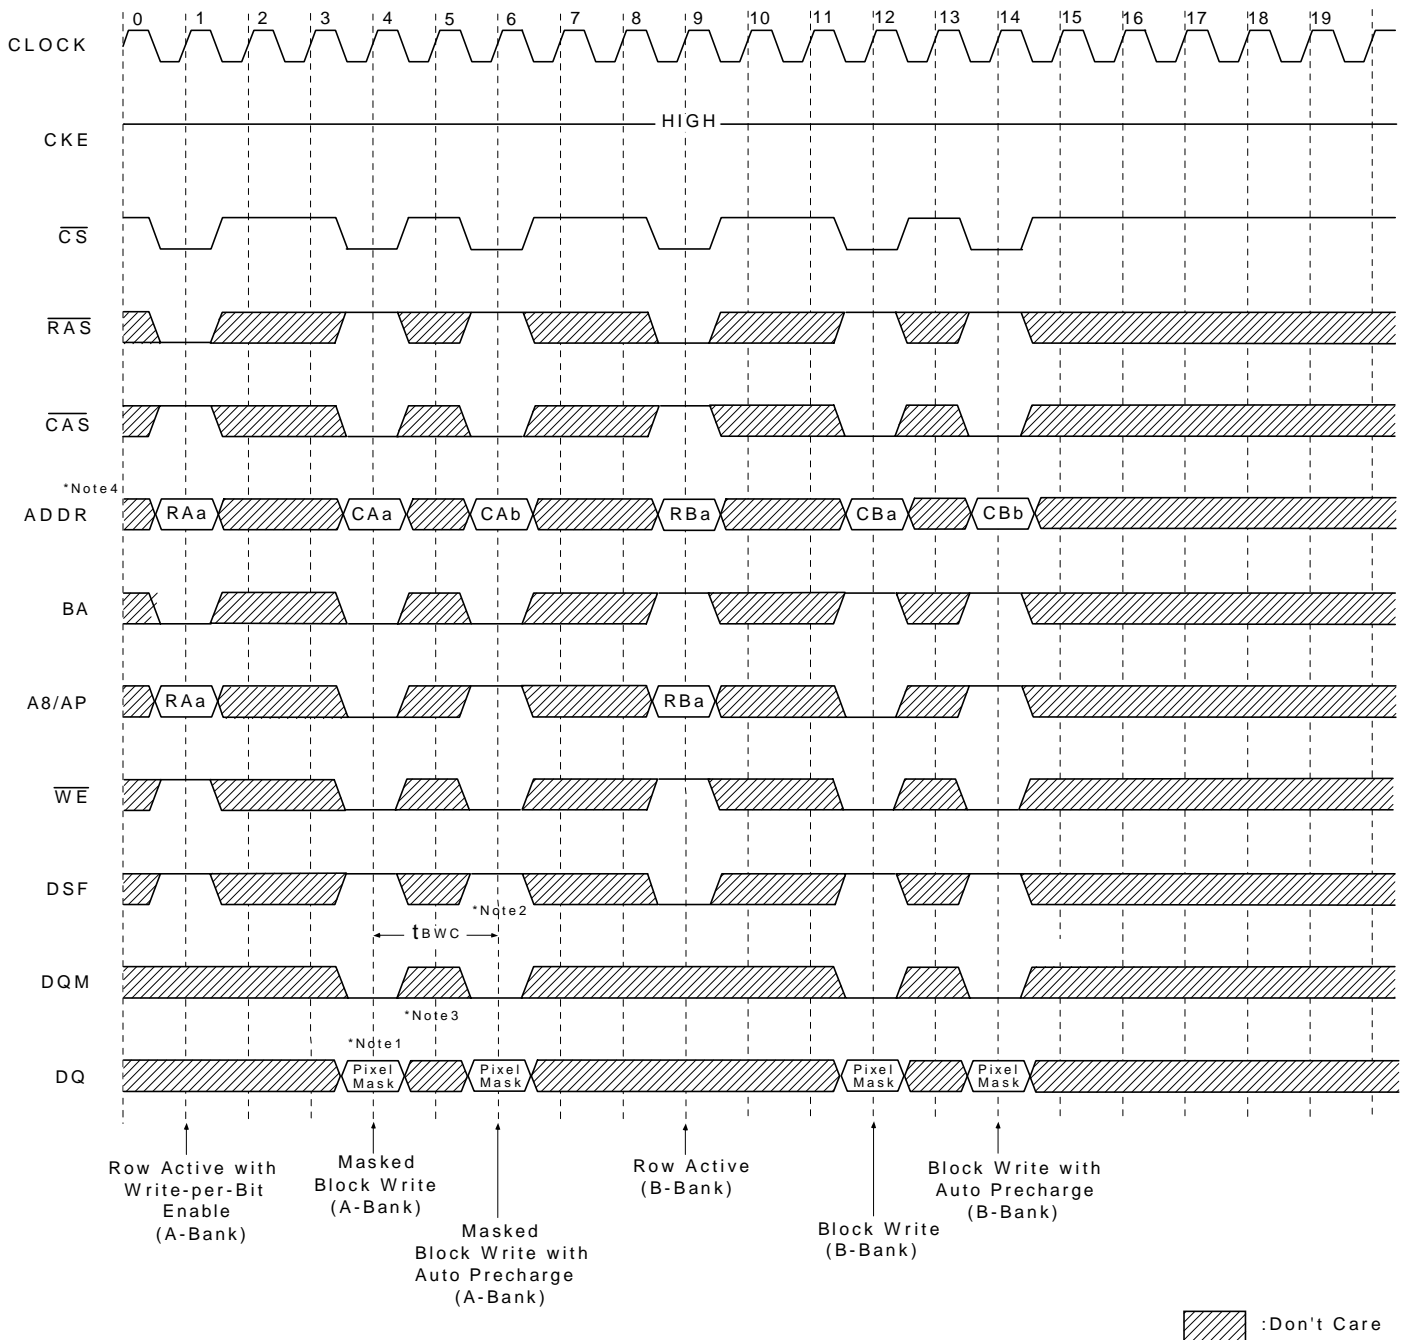 0 1 2 3 4 5 6 7 8 9 10 11 12 13 14 15 16 17 18 19
CLOCK
HIGH
CKE
CS
RAS
CAS
*Note4
ADDR RAa CAa CAb RBa CBa CBb
BA
A8/AP RAa RBa
WE
DSF
*Note2
tBWC
DQM
*Note3
*Note1
DQ
Pixel Mask
Pixel Mask
Pixel Mask
Pixel Mask
Row Active with
Write-per-Bit
Enable
(A-Bank)
Masked
Block Write
(A-Bank)
Masked
Block Write with
Auto Precharge
(A-Bank)
Row Active
(B-Bank)
Block Write
(B-Bank)
Block Write with
Auto Precharge
(B-Bank)
:Don't Care